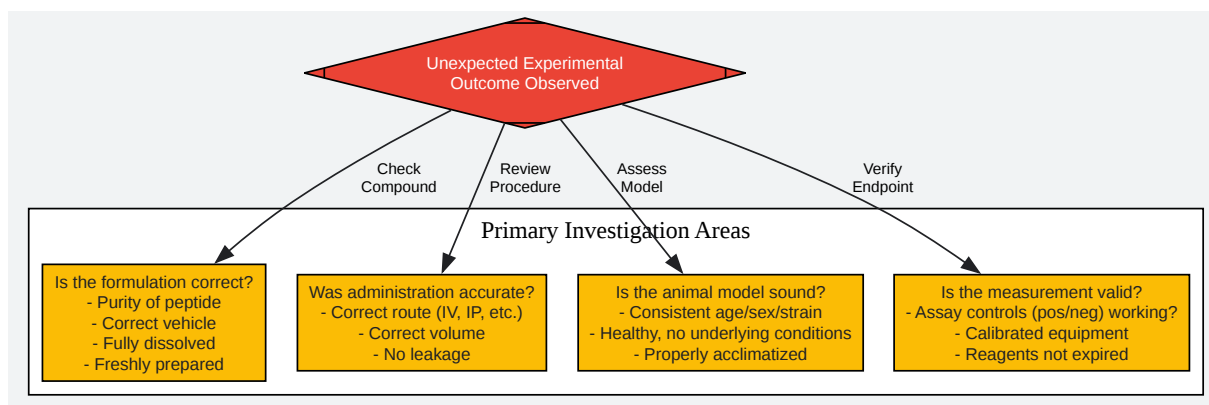 Unexpected Experimental
Outcome Observed
Check
Compound
Review
Procedure
Assess
Model
Verify
Endpoint
Primary Investigation Areas
Is the formulation correct?
- Purity of peptide
- Correct vehicle
- Fully dissolved
- Freshly prepared
Was administration accurate?
- Correct route (IV, IP, etc.)
- Correct volume
- No leakage
Is the animal model sound?
- Consistent age/sex/strain
- Healthy, no underlying conditions
- Properly acclimatized
Is the measurement valid?
- Assay controls (pos/neg) working?
- Calibrated equipment
- Reagents not expired